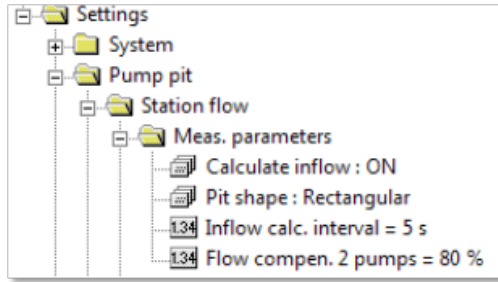 Settings
System
Pump pit
Station flow
Meas. parameters
Calculate inflow : ON
Pit shape : Rectangular
1.34 Inflow calc. interval = 5 s
1.34 Flow compen. 2 pumps = 80 %